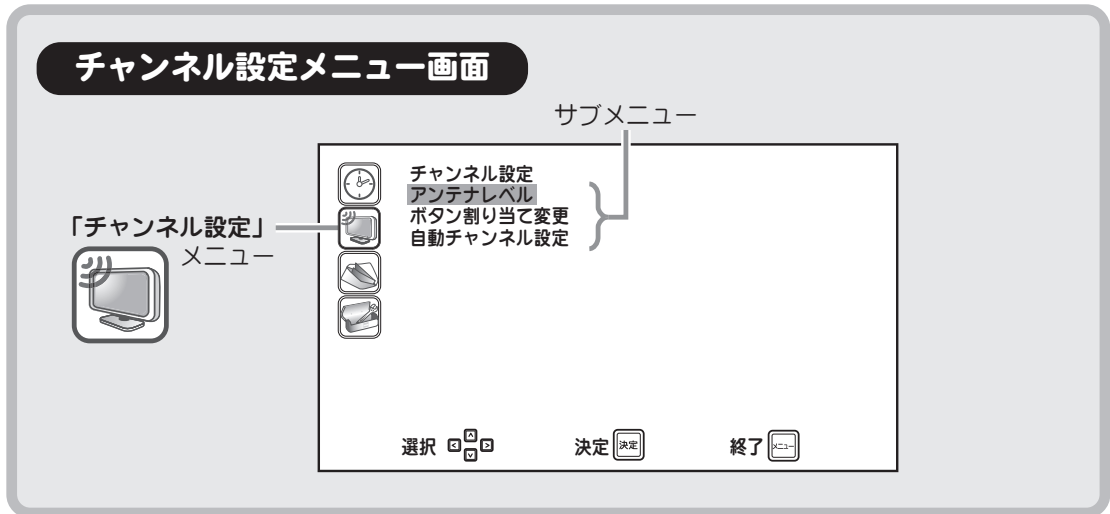 チャンネル設定メニュー画面
サブメニュー
チャンネル設定
アンテナレベル
ボタン割り当て変更
自動チャンネル設定
「チャンネル設定」
メニュー
選択 決定 決定 終了 メニュー